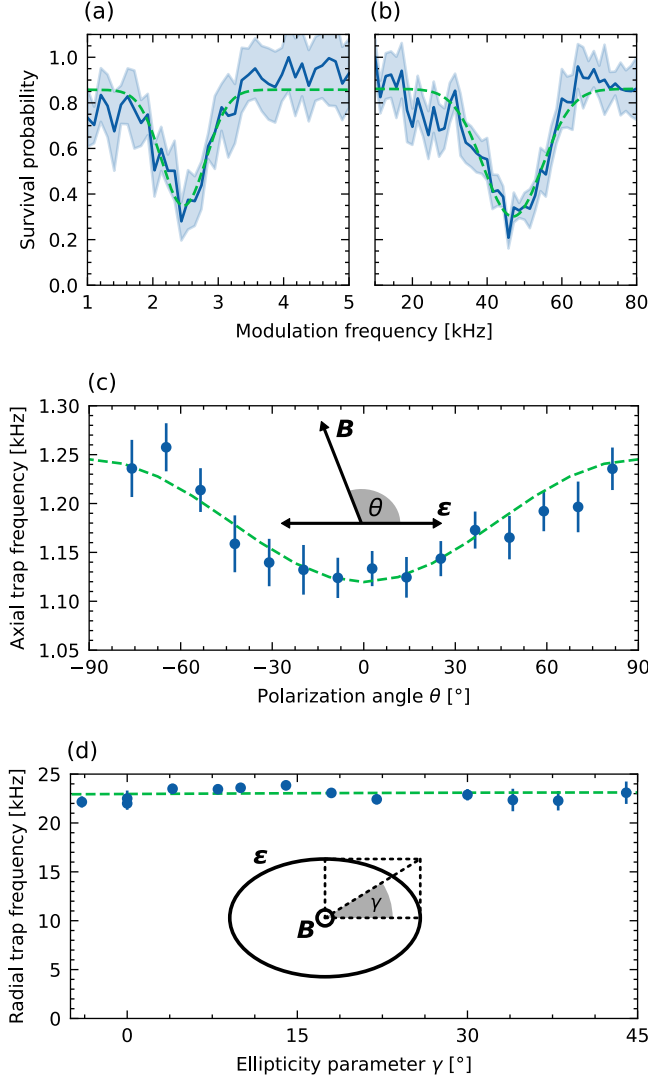 (a)
(b)
Survival probability
1.0
0.8
0.6
0.4
0.2
0.0
1 2 3 4 5
20 40 60 80
Modulation frequency [kHz]
(c)
Axial trap frequency [kHz]
1.30
1.25
1.20
1.15
1.10
1.05
B
θ
ε
−90 −60 −30 0 30 60 90
Polarization angle θ [°]
(d)
Radial trap frequency [kHz]
25
20
15
10
5
0
ε
γ
B
0 15 30 45
Ellipticity parameter γ [°]